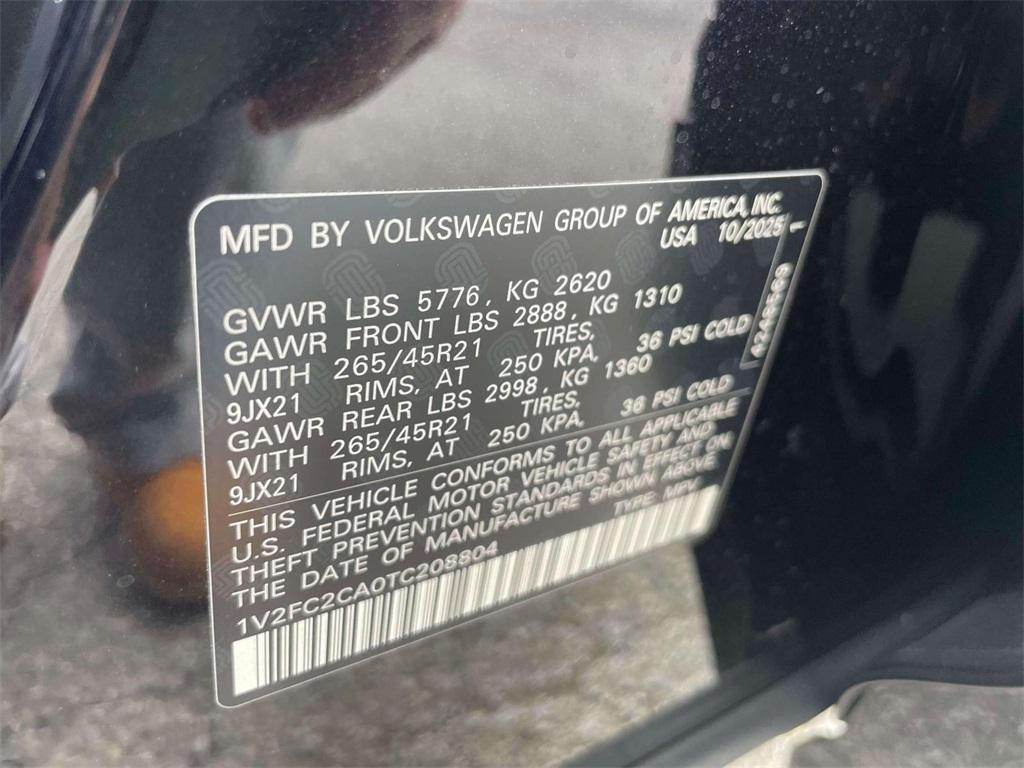 MFD BY VOLKSWAGEN GROUP OF AMERICA, INC.
USA 10/2025
GVWR LBS 5776, KG 2620
GAWR FRONT LBS 2888, KG 1310
WITH 265/45R21 TIRES,
9JX21 RIMS, AT 250 KPA, 36 PSI COLD
GAWR REAR LBS 2998, KG 1360
WITH 265/45R21 TIRES,
9JX21 RIMS, AT 250 KPA, 36 PSI COLD
THIS VEHICLE CONFORMS TO ALL APPLICABLE
U.S. FEDERAL MOTOR VEHICLE SAFETY AND
THEFT PREVENTION STANDARDS IN EFFECT ON
THE DATE OF MANUFACTURE SHOWN ABOVE
TYPE: MPV
1V2FC2CA0TC208804